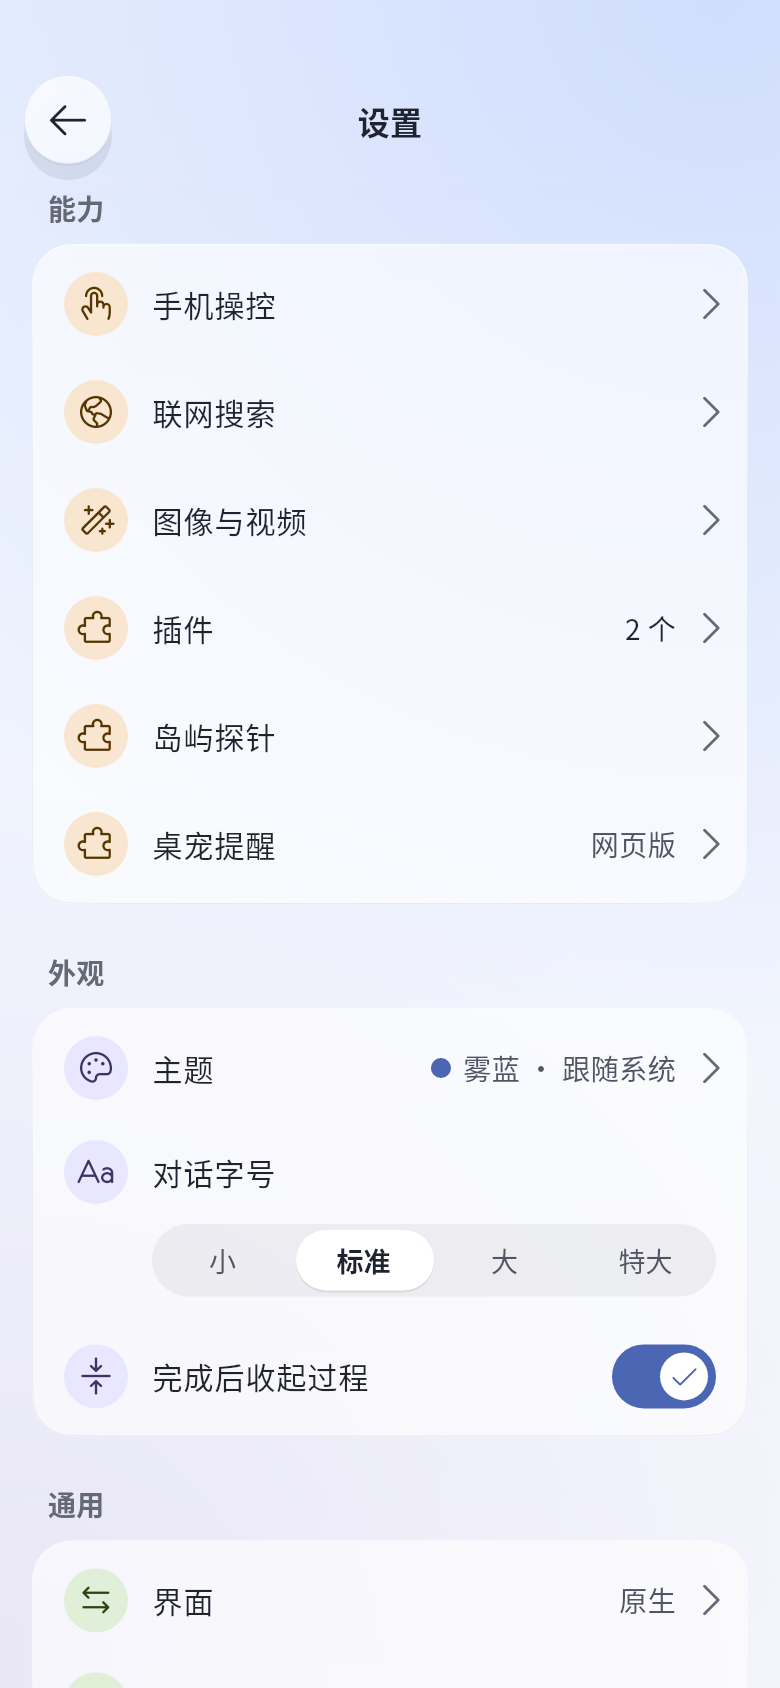 设置
能力
手机操控
联网搜索
图像与视频
插件 2 个
岛屿探针
桌宠提醒 网页版
外观
主题 雾蓝 · 跟随系统
Aa 对话字号
小 标准 大 特大
完成后收起过程
通用
界面 原生